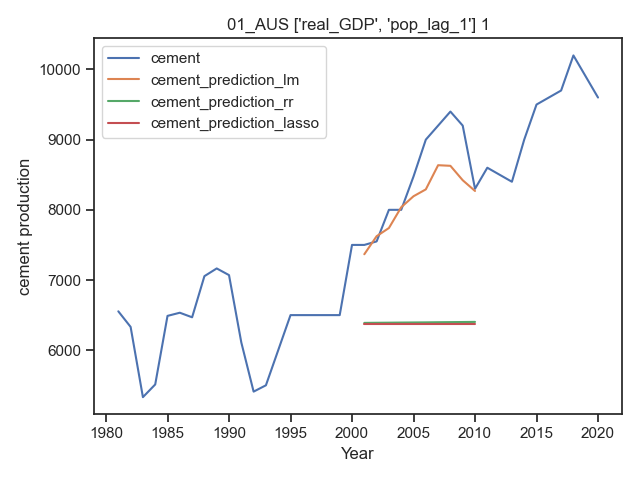 01_AUS ['real_GDP', 'pop_lag_1'] 1
cement
cement_prediction_lm
cement_prediction_rr
cement_prediction_lasso
cement production
10000
9000
8000
7000
6000
1980 1985 1990 1995 2000 2005 2010 2015 2020
Year